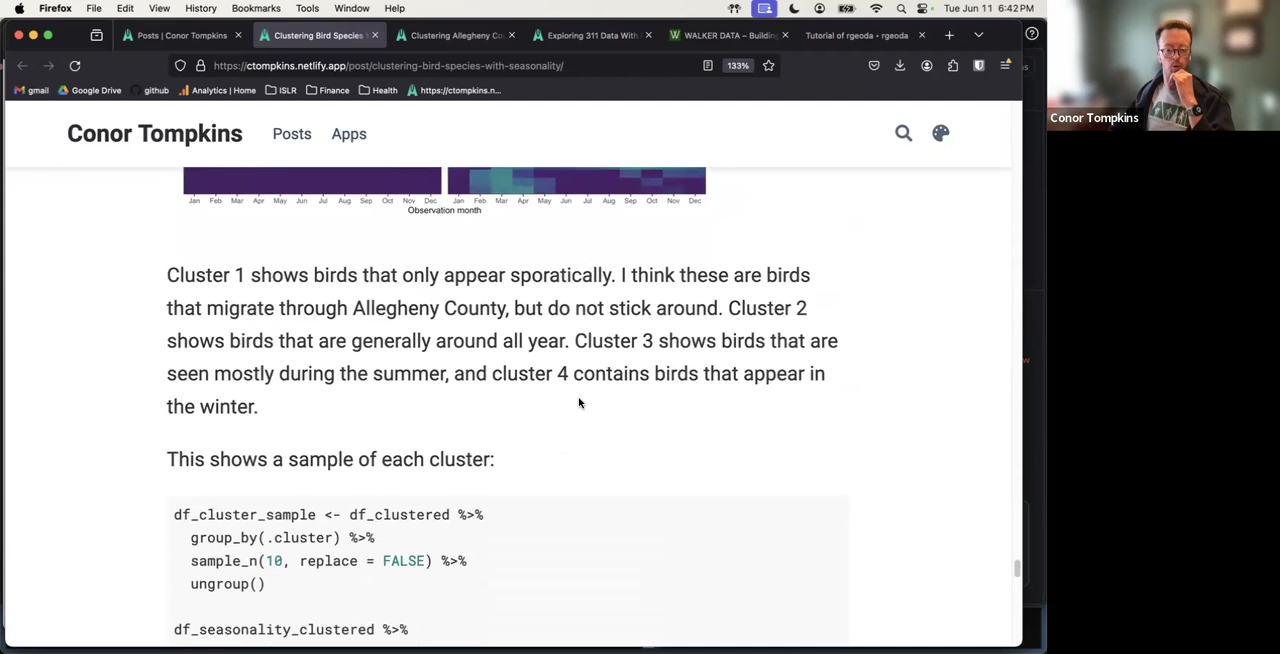 Firefox File Edit View History Bookmarks Tools Window Help Tue Jun 11 6:42 PM
Posts | Conor Tompkins Clustering Bird Species Clustering Allegheny Co Exploring 311 Data With WALKER DATA – Buildin Tutorial of rgeoda • rgeoda
https://ctompkins.netlify.app/post/clustering-bird-species-with-seasonality/ 133%
gmail Google Drive github Analytics | Home ISLR Finance Health https://ctompkins.n...
Conor Tompkins
Conor Tompkins Posts Apps
Jan Feb Mar Apr May Jun Jul Aug Sep Oct Nov Dec Jan Feb Mar Apr May Jun Jul Aug Sep Oct Nov Dec
Observation month
Cluster 1 shows birds that only appear sporatically. I think these are birds
that migrate through Allegheny County, but do not stick around. Cluster 2
shows birds that are generally around all year. Cluster 3 shows birds that are
seen mostly during the summer, and cluster 4 contains birds that appear in
the winter.
This shows a sample of each cluster:
df_cluster_sample <- df_clustered %>%
group_by(.cluster) %>%
sample_n(10, replace = FALSE) %>%
ungroup()
df_seasonality_clustered %>%